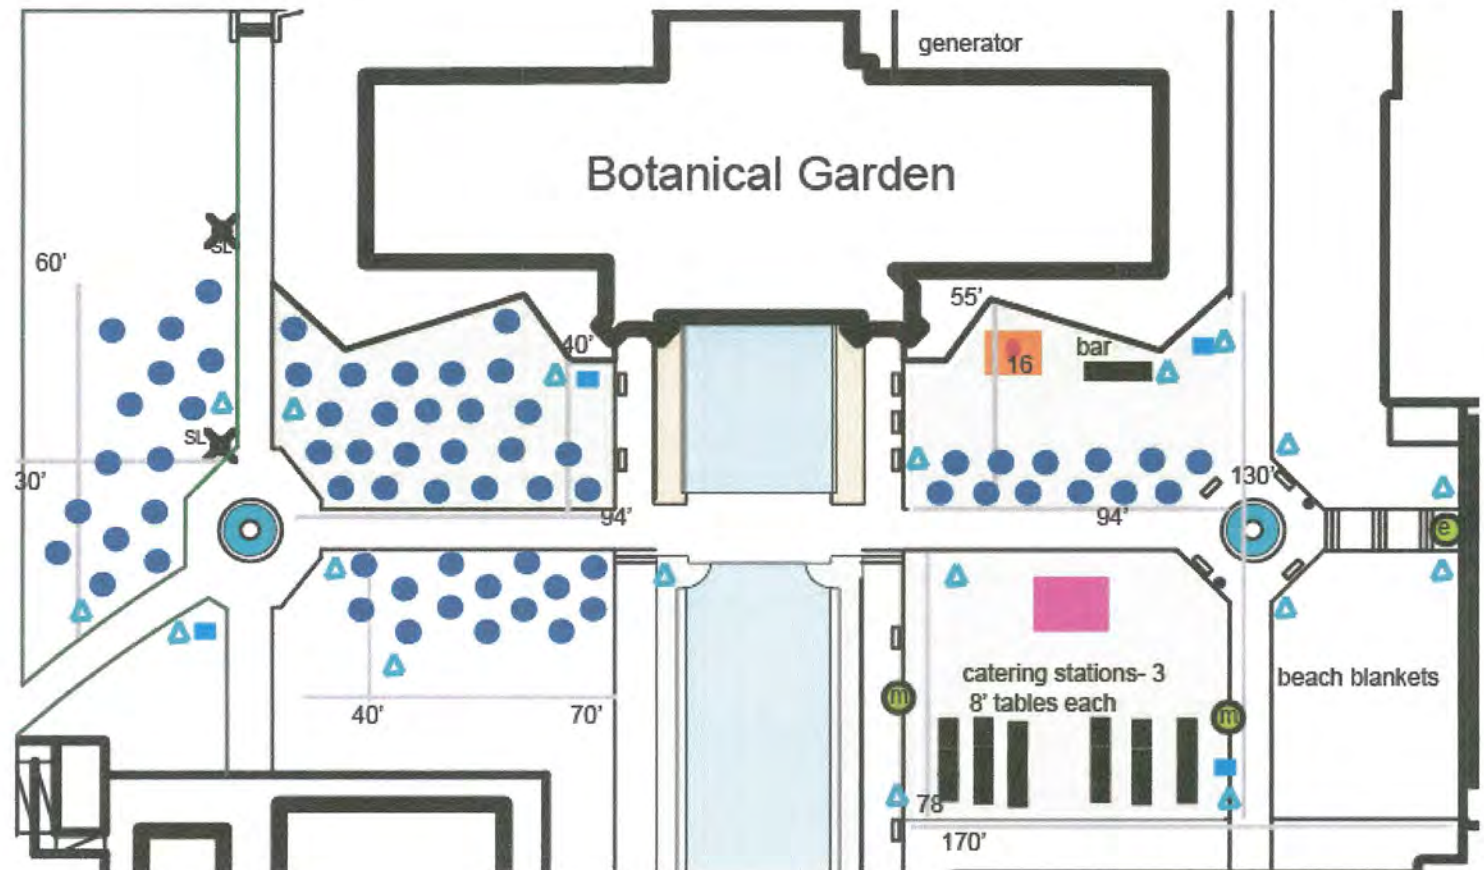 generator
Botanical Garden
SL
60'
55'
40'
bar
16
SL
30'
130'
94'
94'
e
catering stations- 3
8' tables each
beach blankets
m
m
40'
70'
78
170'